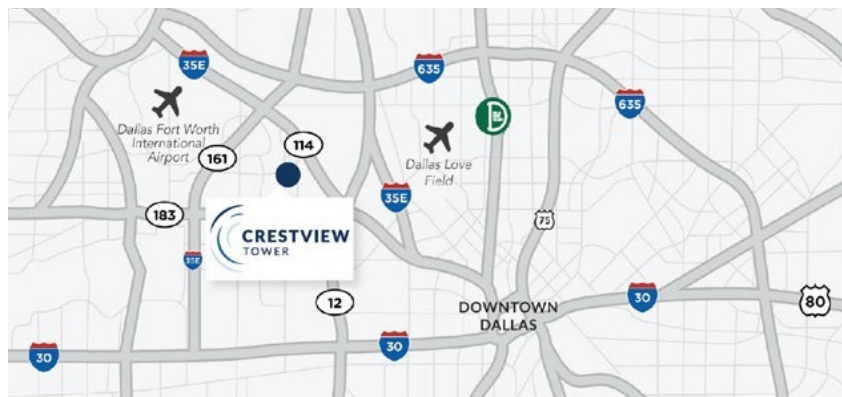 35E
635
635
Dallas Fort Worth
International
Airport
161
114
Dallas Love
Field
35E
183
75
CRESTVIEW
TOWER
35E
12
DOWNTOWN
DALLAS
30
80
30
30